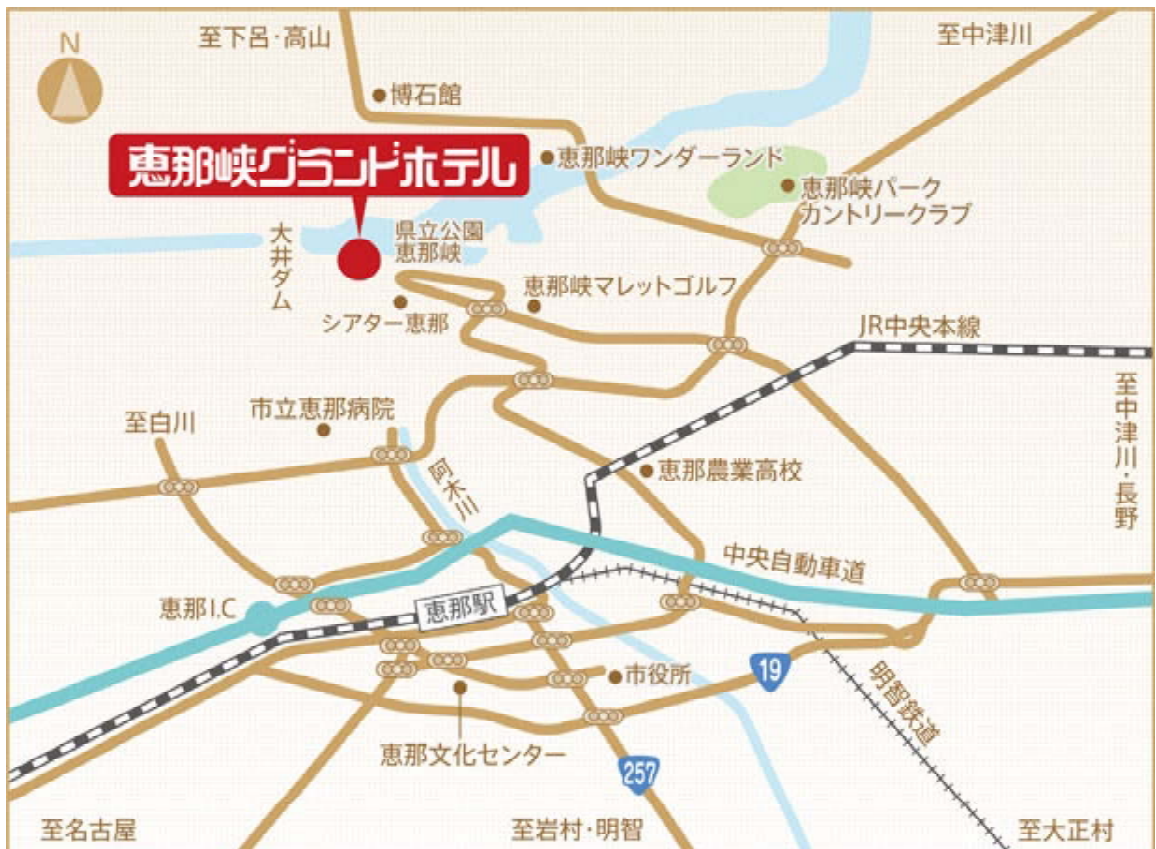 N
至下呂・高山
至中津川
博石館
恵那峡グランドホテル
恵那峡ワンダーランド
恵那峡パーク
カントリークラブ
大井ダム
県立公園
恵那峡
シアター恵那
恵那峡マレットゴルフ
JR中央本線
至中津川・長野
市立恵那病院
至白川
阿木川
恵那農業高校
中央自動車道
恵那I.C
恵那駅
市役所
19
明智鉄道
恵那文化センター
257
至名古屋
至岩村・明智
至大正村